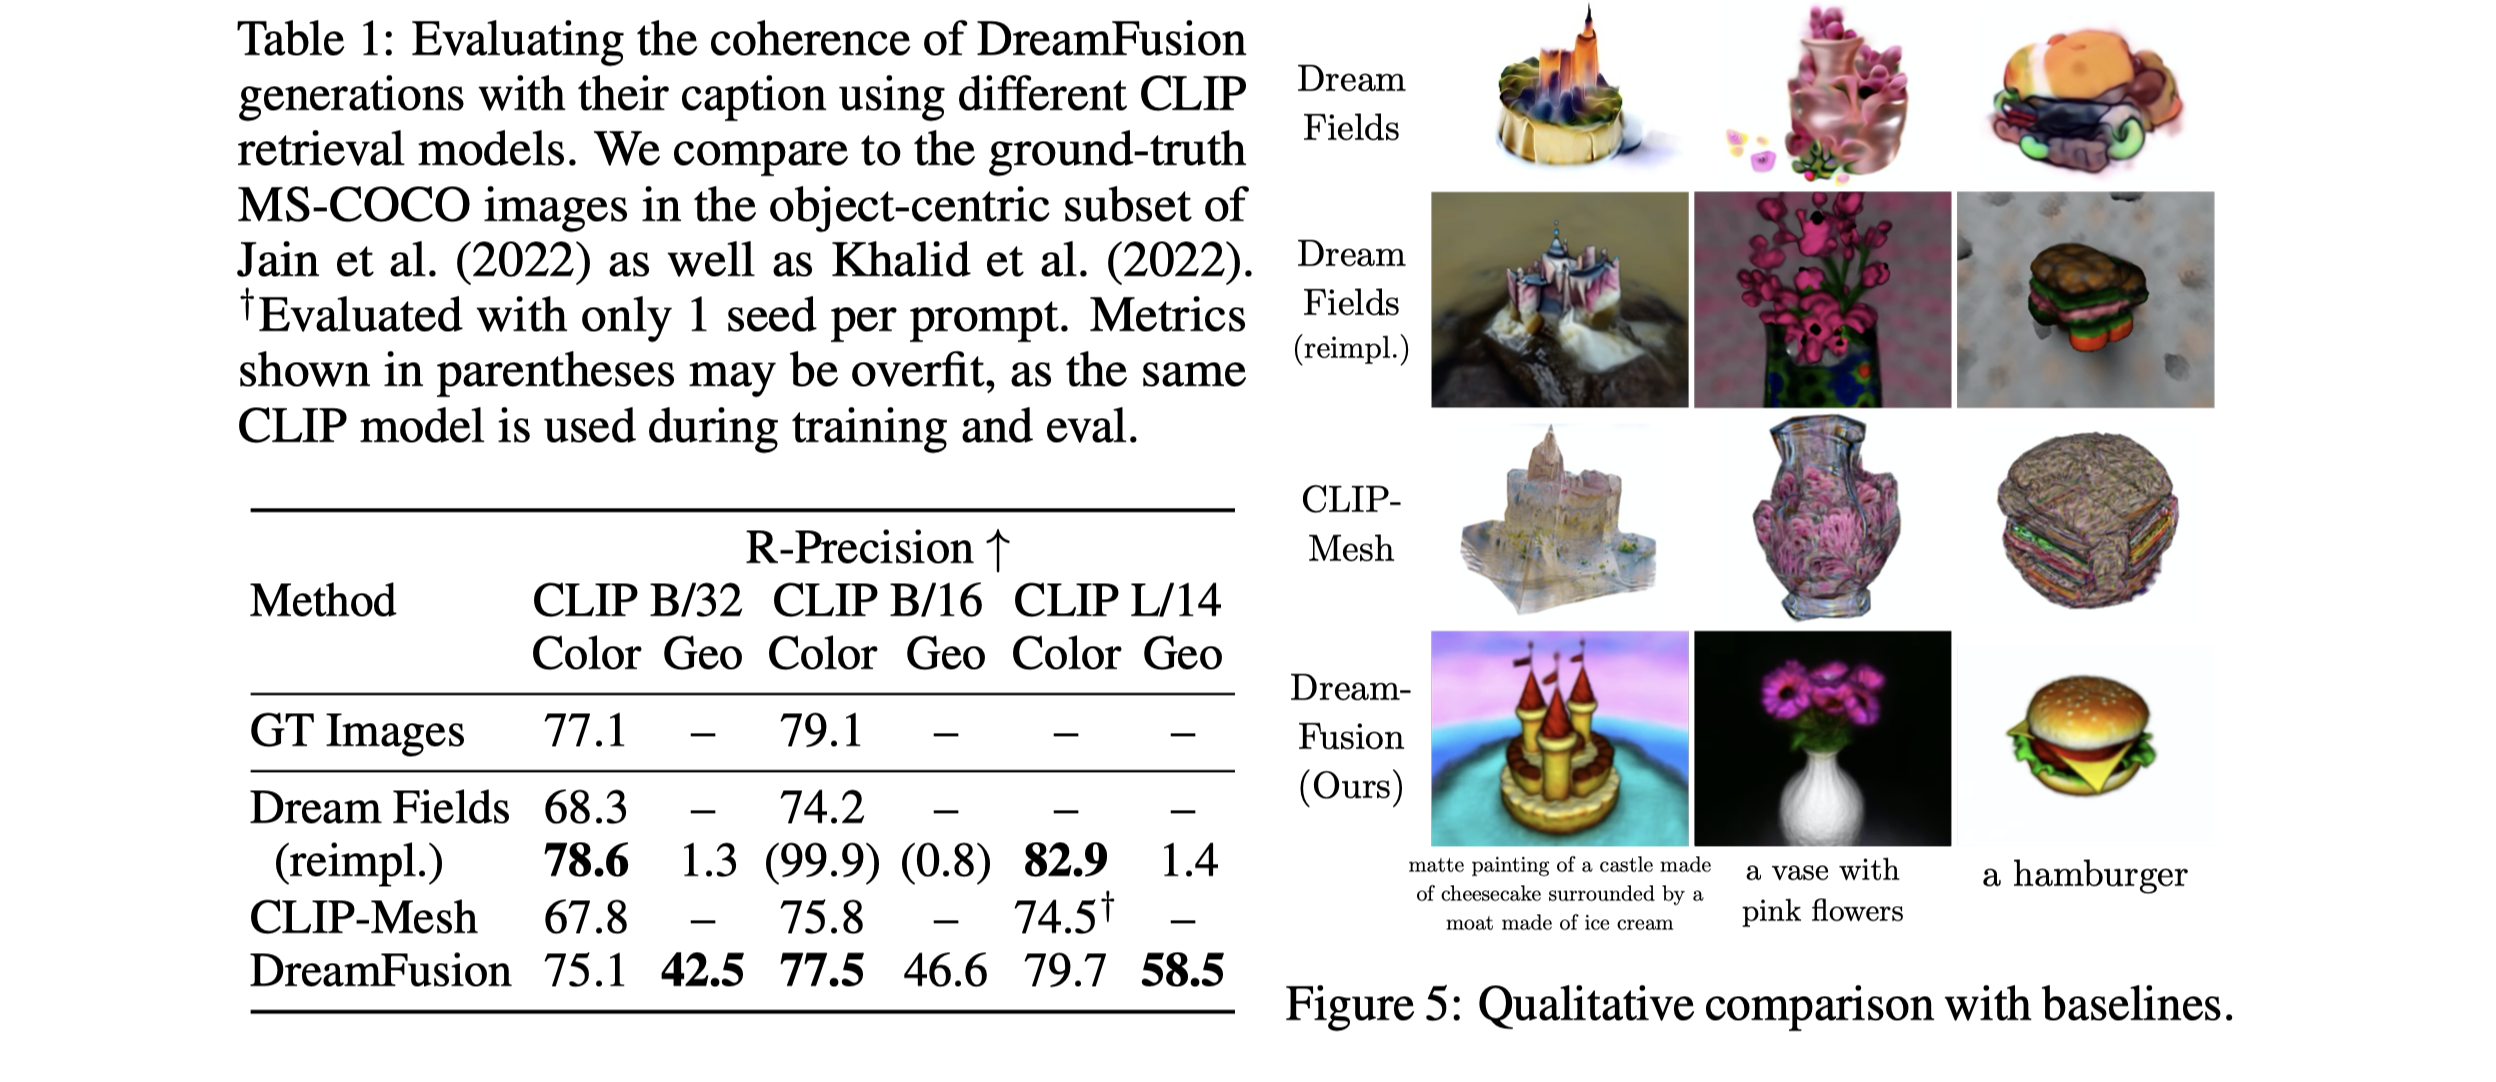 Table 1: Evaluating the coherence of DreamFusion
generations with their caption using different CLIP
retrieval models. We compare to the ground-truth
MS-COCO images in the object-centric subset of
Jain et al. (2022) as well as Khalid et al. (2022).
†Evaluated with only 1 seed per prompt. Metrics
shown in parentheses may be overfit, as the same
CLIP model is used during training and eval.
R-Precision ↑
Method CLIP B/32 CLIP B/16 CLIP L/14
Color Geo Color Geo Color Geo
GT Images 77.1 – 79.1 – – –
Dream Fields 68.3 – 74.2 – – –
(reimpl.) 78.6 1.3 (99.9) (0.8) 82.9 1.4
CLIP-Mesh 67.8 – 75.8 – 74.5† –
DreamFusion 75.1 42.5 77.5 46.6 79.7 58.5
Dream
Fields
Dream
Fields
(reimpl.)
CLIP-
Mesh
Dream-
Fusion
(Ours)
matte painting of a castle made
of cheesecake surrounded by a
moat made of ice cream
a vase with
pink flowers
a hamburger
Figure 5: Qualitative comparison with baselines.